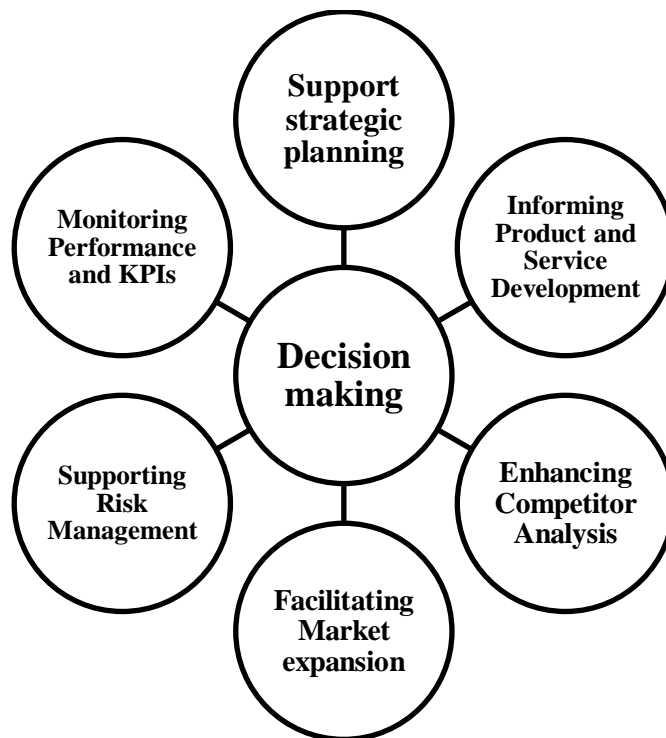 Support
strategic
planning
Informing
Product and
Service
Development
Enhancing
Competitor
Analysis
Facilitating
Market
expansion
Supporting
Risk
Management
Monitoring
Performance
and KPIs
Decision
making